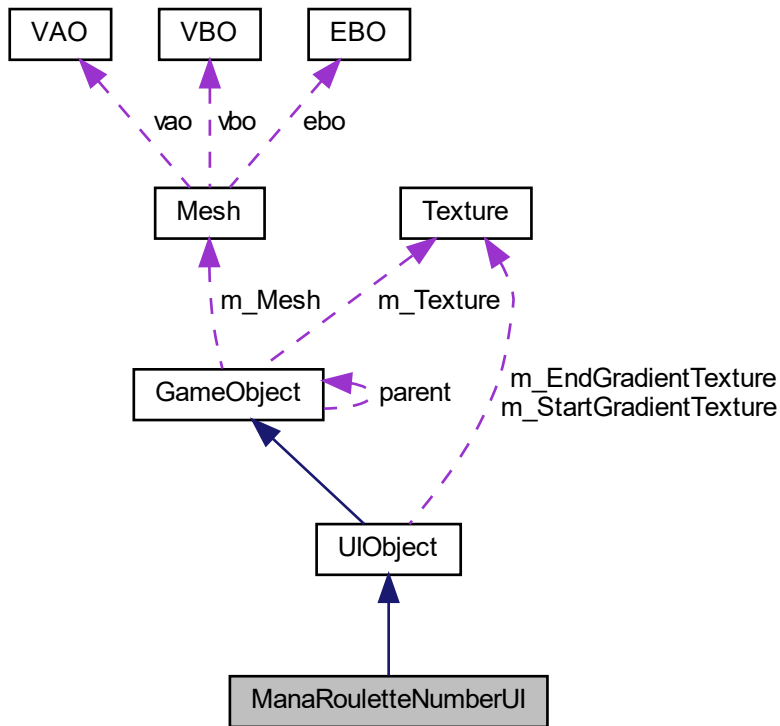 VAO
VBO
EBO
vao
vbo
ebo
Mesh
Texture
m_Mesh
m_Texture
GameObject
parent
m_EndGradientTexture
m_StartGradientTexture
UIObject
ManaRouletteNumberUI